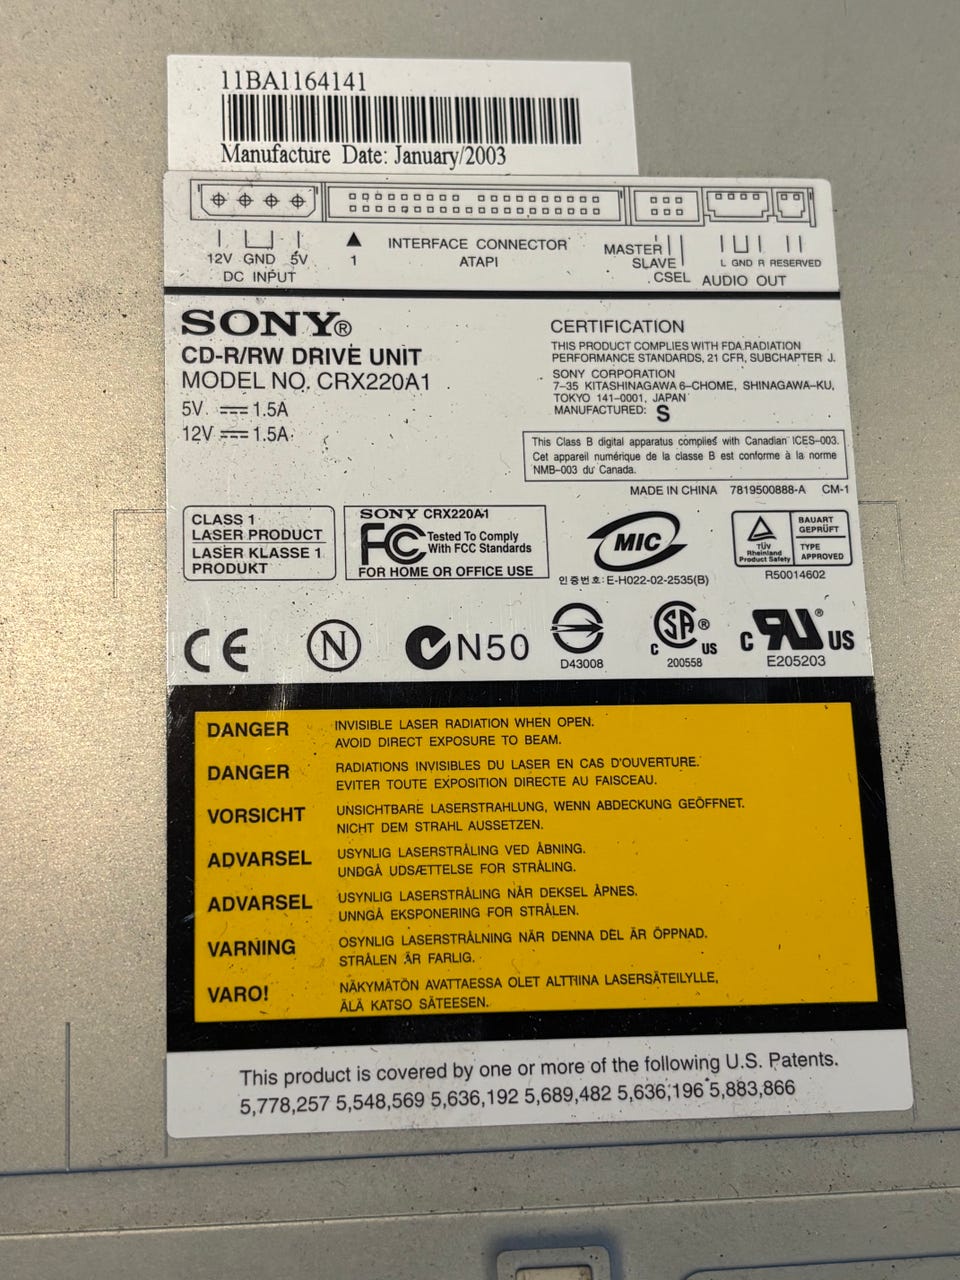 11BA1164141
Manufacture Date: January/2003
12V GND 5V
DC INPUT
1
INTERFACE CONNECTOR
ATAPI
MASTER
SLAVE
CSEL
L GND R RESERVED
AUDIO OUT
SONY®
CD-R/RW DRIVE UNIT
MODEL NO. CRX220A1
5V 1.5A
12V 1.5A
CERTIFICATION
THIS PRODUCT COMPLIES WITH FDA RADIATION
PERFORMANCE STANDARDS, 21 CFR, SUBCHAPTER J.
SONY CORPORATION
7-35 KITASHINAGAWA 6-CHOME, SHINAGAWA-KU,
TOKYO 141-0001, JAPAN
MANUFACTURED: S
This Class B digital apparatus complies with Canadian ICES-003.
Cet appareil numérique de la classe B est conforme à la norme
NMB-003 du Canada.
MADE IN CHINA 7819500888-A CM-1
CLASS 1
LASER PRODUCT
LASER KLASSE 1
PRODUKT
SONY CRX220A1
FC Tested To Comply
With FCC Standards
FOR HOME OR OFFICE USE
MIC
인증번호: E-H022-02-2535(B)
TÜV
Rheinland
Product Safety
BAUART
GEPRÜFT
TYPE
APPROVED
R50014602
CE
N
N50
D43008
SA®
C US
200558
C RU® US
E205203
DANGER INVISIBLE LASER RADIATION WHEN OPEN.
AVOID DIRECT EXPOSURE TO BEAM.
DANGER RADIATIONS INVISIBLES DU LASER EN CAS D'OUVERTURE.
EVITER TOUTE EXPOSITION DIRECTE AU FAISCEAU.
VORSICHT UNSICHTBARE LASERSTRAHLUNG, WENN ABDECKUNG GEÖFFNET.
NICHT DEM STRAHL AUSSETZEN.
ADVARSEL USYNLIG LASERSTRÅLING VED ÅBNING.
UNDGÅ UDSÆTTELSE FOR STRÅLING.
ADVARSEL USYNLIG LASERSTRÅLING NÅR DEKSEL ÅPNES.
UNNGÅ EKSPONERING FOR STRÅLEN.
VARNING OSYNLIG LASERSTRÅLNING NÄR DENNA DEL ÄR ÖPPNAD.
STRÅLEN ÄR FARLIG.
VARO! NÄKYMÄTÖN AVATTAESSA OLET ALTTIINA LASERSÄTEILYLLE,
ÄLÄ KATSO SÄTEESEN.
This product is covered by one or more of the following U.S. Patents.
5,778,257 5,548,569 5,636,192 5,689,482 5,636,196 5,883,866